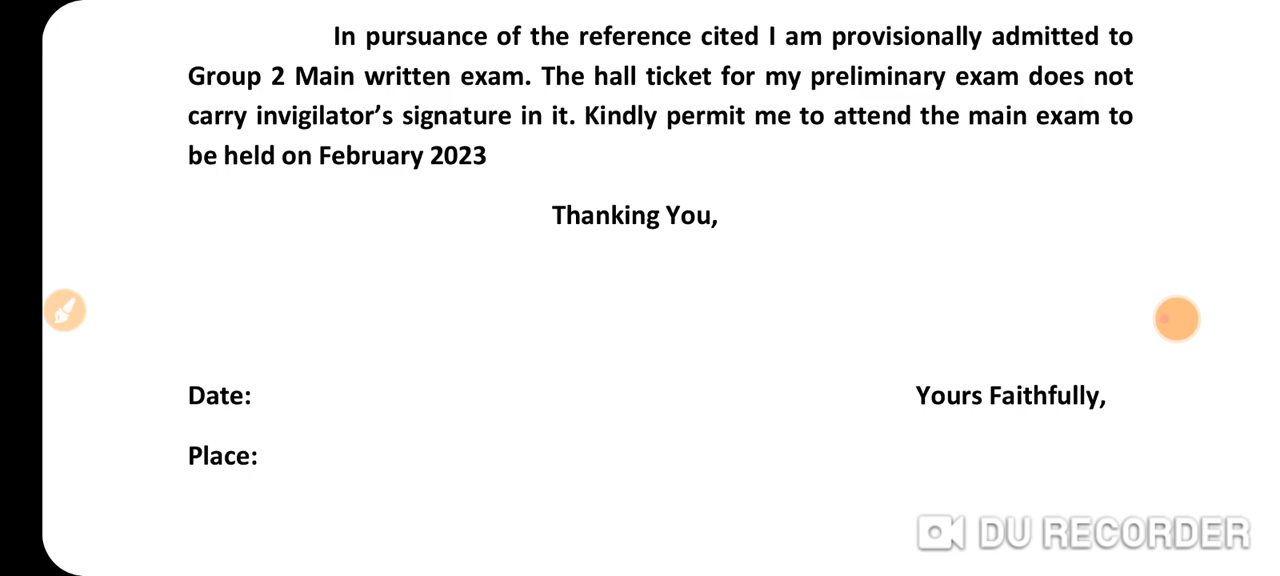 In pursuance of the reference cited I am provisionally admitted to
Group 2 Main written exam. The hall ticket for my preliminary exam does not
carry invigilator’s signature in it. Kindly permit me to attend the main exam to
be held on February 2023
Thanking You,
Date:
Yours Faithfully,
Place:
DU RECORDER